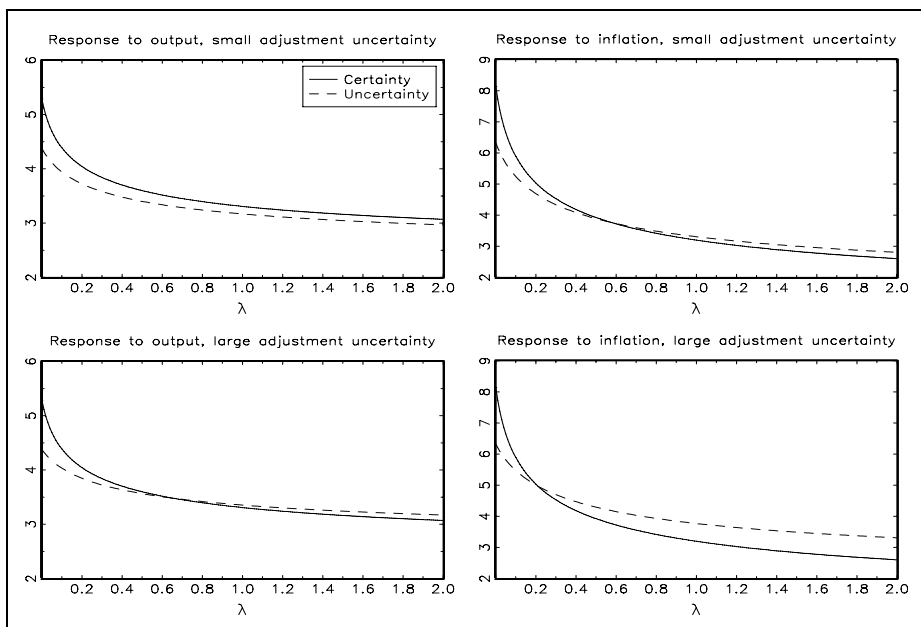 Response to output, small adjustment uncertainty
6
5
4
3
2
Certainty
Uncertainty
0.2 0.4 0.6 0.8 1.0 1.2 1.4 1.6 1.8 2.0
λ
Response to inflation, small adjustment uncertainty
9
8
7
6
5
4
3
2
0.2 0.4 0.6 0.8 1.0 1.2 1.4 1.6 1.8 2.0
λ
Response to output, large adjustment uncertainty
6
5
4
3
2
0.2 0.4 0.6 0.8 1.0 1.2 1.4 1.6 1.8 2.0
λ
Response to inflation, large adjustment uncertainty
9
8
7
6
5
4
3
2
0.2 0.4 0.6 0.8 1.0 1.2 1.4 1.6 1.8 2.0
λ